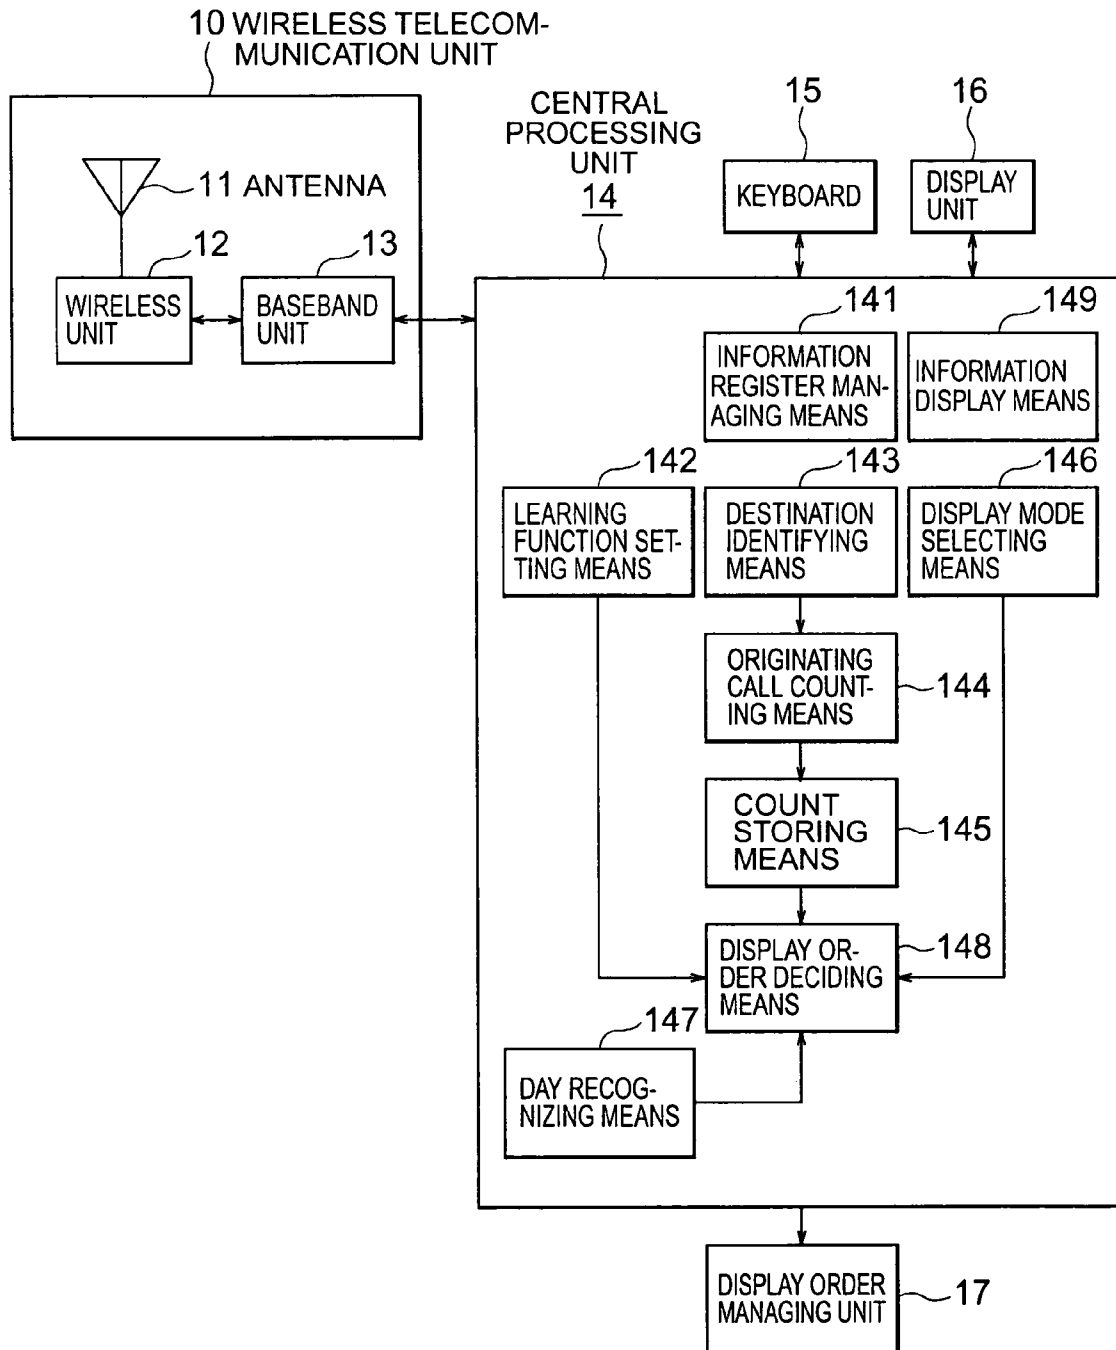 10 WIRELESS TELECOM-
MUNICATION UNIT
11 ANTENNA
12
WIRELESS
UNIT
13
BASEBAND
UNIT
CENTRAL
PROCESSING
UNIT
14
15
KEYBOARD
16
DISPLAY
UNIT
141
INFORMATION
REGISTER MAN-
AGING MEANS
149
INFORMATION
DISPLAY MEANS
142
LEARNING
FUNCTION SET-
TING MEANS
143
DESTINATION
IDENTIFYING
MEANS
146
DISPLAY MODE
SELECTING
MEANS
ORIGINATING
CALL COUNT-
ING MEANS
144
COUNT
STORING
MEANS
145
DISPLAY OR-
DER DECIDING
MEANS
148
147
DAY RECOG-
NIZING MEANS
DISPLAY ORDER
MANAGING UNIT
17